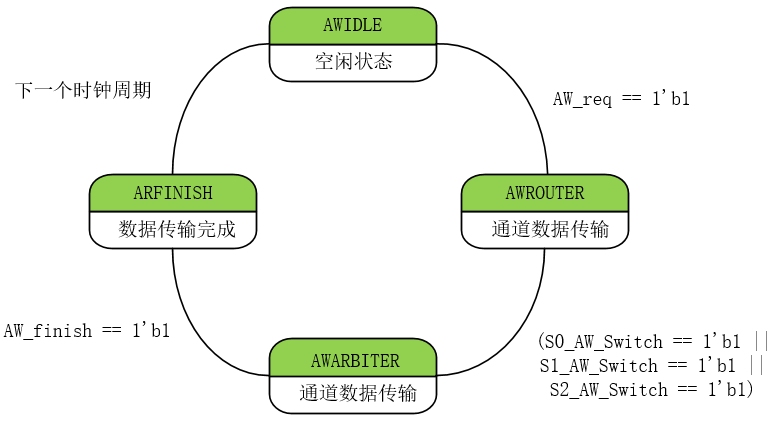 AWIDLE
空闲状态
下一个时钟周期
AW_req == 1'b1
ARFINISH
数据传输完成
AWROUTER
通道数据传输
AW_finish == 1'b1
(S0_AW_Switch == 1'b1 ||
S1_AW_Switch == 1'b1 ||
S2_AW_Switch == 1'b1)
AWARBITER
通道数据传输